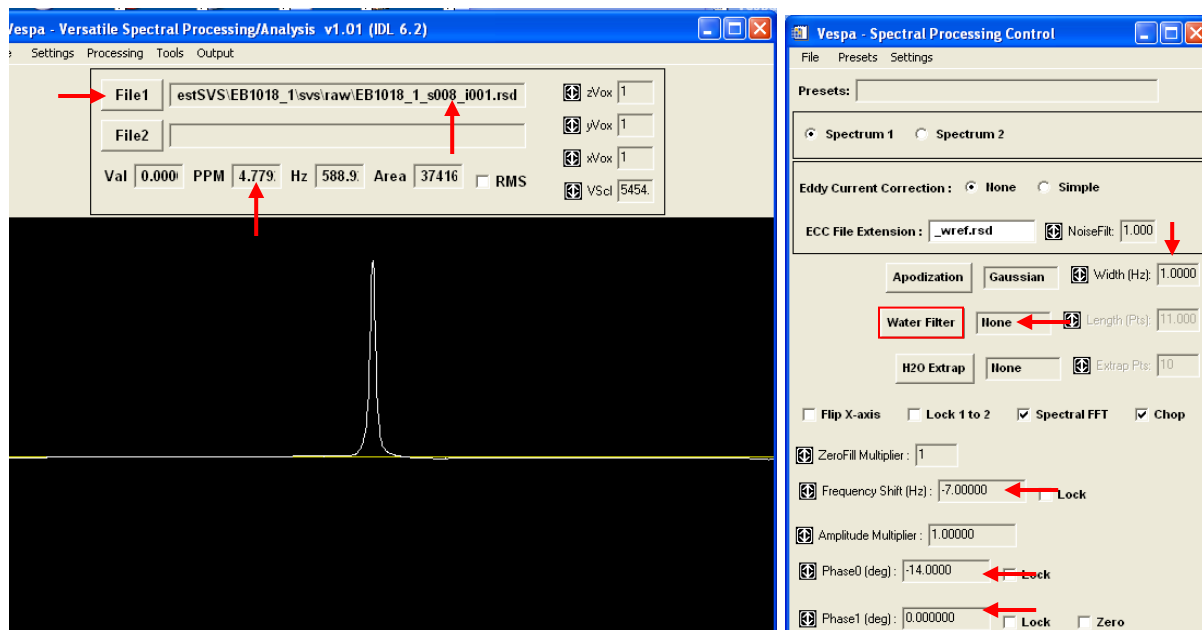 Vespa - Versatile Spectral Processing/Analysis v1.01 (IDL 6.2)
Settings Processing Tools Output
File1 estSVS\EB1018_1\svs\raw\EB1018_1_s008_i001.rsd zVox 1
File2 yVox 1
xVox 1
Val 0.000 PPM 4.779 Hz 588.9 Area 37416 RMS VScl 5454.
Vespa - Spectral Processing Control
File Presets Settings
Presets:
Spectrum 1 Spectrum 2
Eddy Current Correction : None Simple
ECC File Extension : _wref.rsd NoiseFilt: 1.000
Apodization Gaussian Width (Hz): 1.0000
Water Filter None Length (Pts): 11.000
H2O Extrap None Extrap Pts: 10
Flip X-axis Lock 1 to 2 Spectral FFT Chop
ZeroFill Multiplier : 1
Frequency Shift (Hz) : -7.00000 Lock
Amplitude Multiplier : 1.00000
Phase0 (deg) : -14.0000 Lock
Phase1 (deg) : 0.000000 Lock Zero